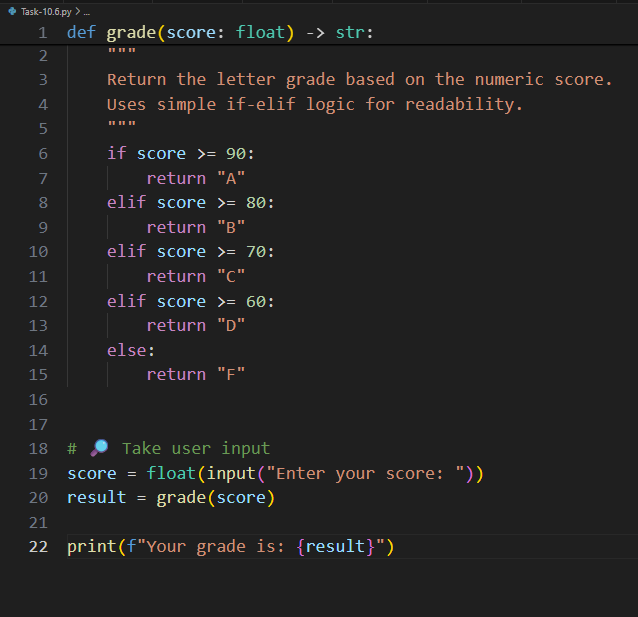 Task-10.6.py > ...
1 def grade(score: float) -> str:
2     """
3     Return the letter grade based on the numeric score.
4     Uses simple if-elif logic for readability.
5     """
6     if score >= 90:
7         return "A"
8     elif score >= 80:
9         return "B"
10     elif score >= 70:
11         return "C"
12     elif score >= 60:
13         return "D"
14     else:
15         return "F"
16
17
18 # 🔎 Take user input
19 score = float(input("Enter your score: "))
20 result = grade(score)
21
22 print(f"Your grade is: {result}")